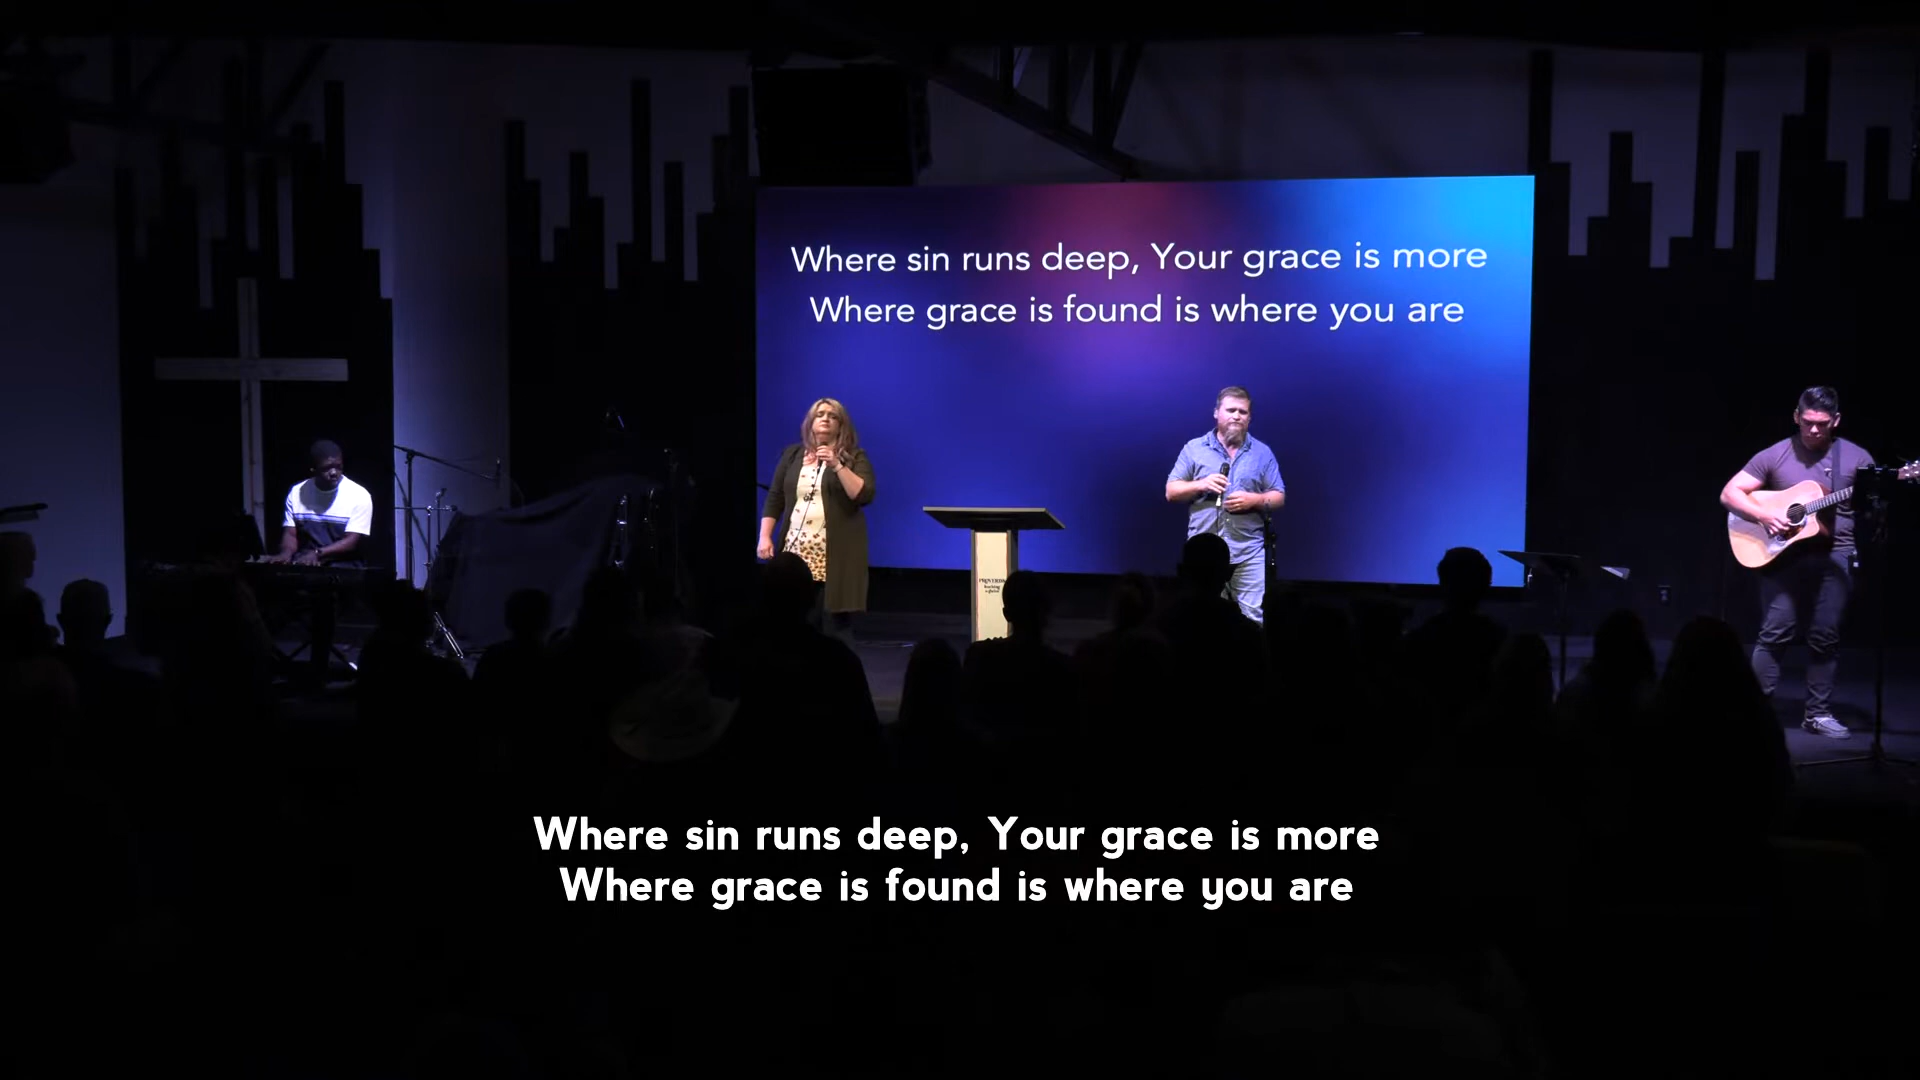 Where sin runs deep, Your grace is more
Where grace is found is where you are
PROVERBS
Where sin runs deep, Your grace is more
Where grace is found is where you are